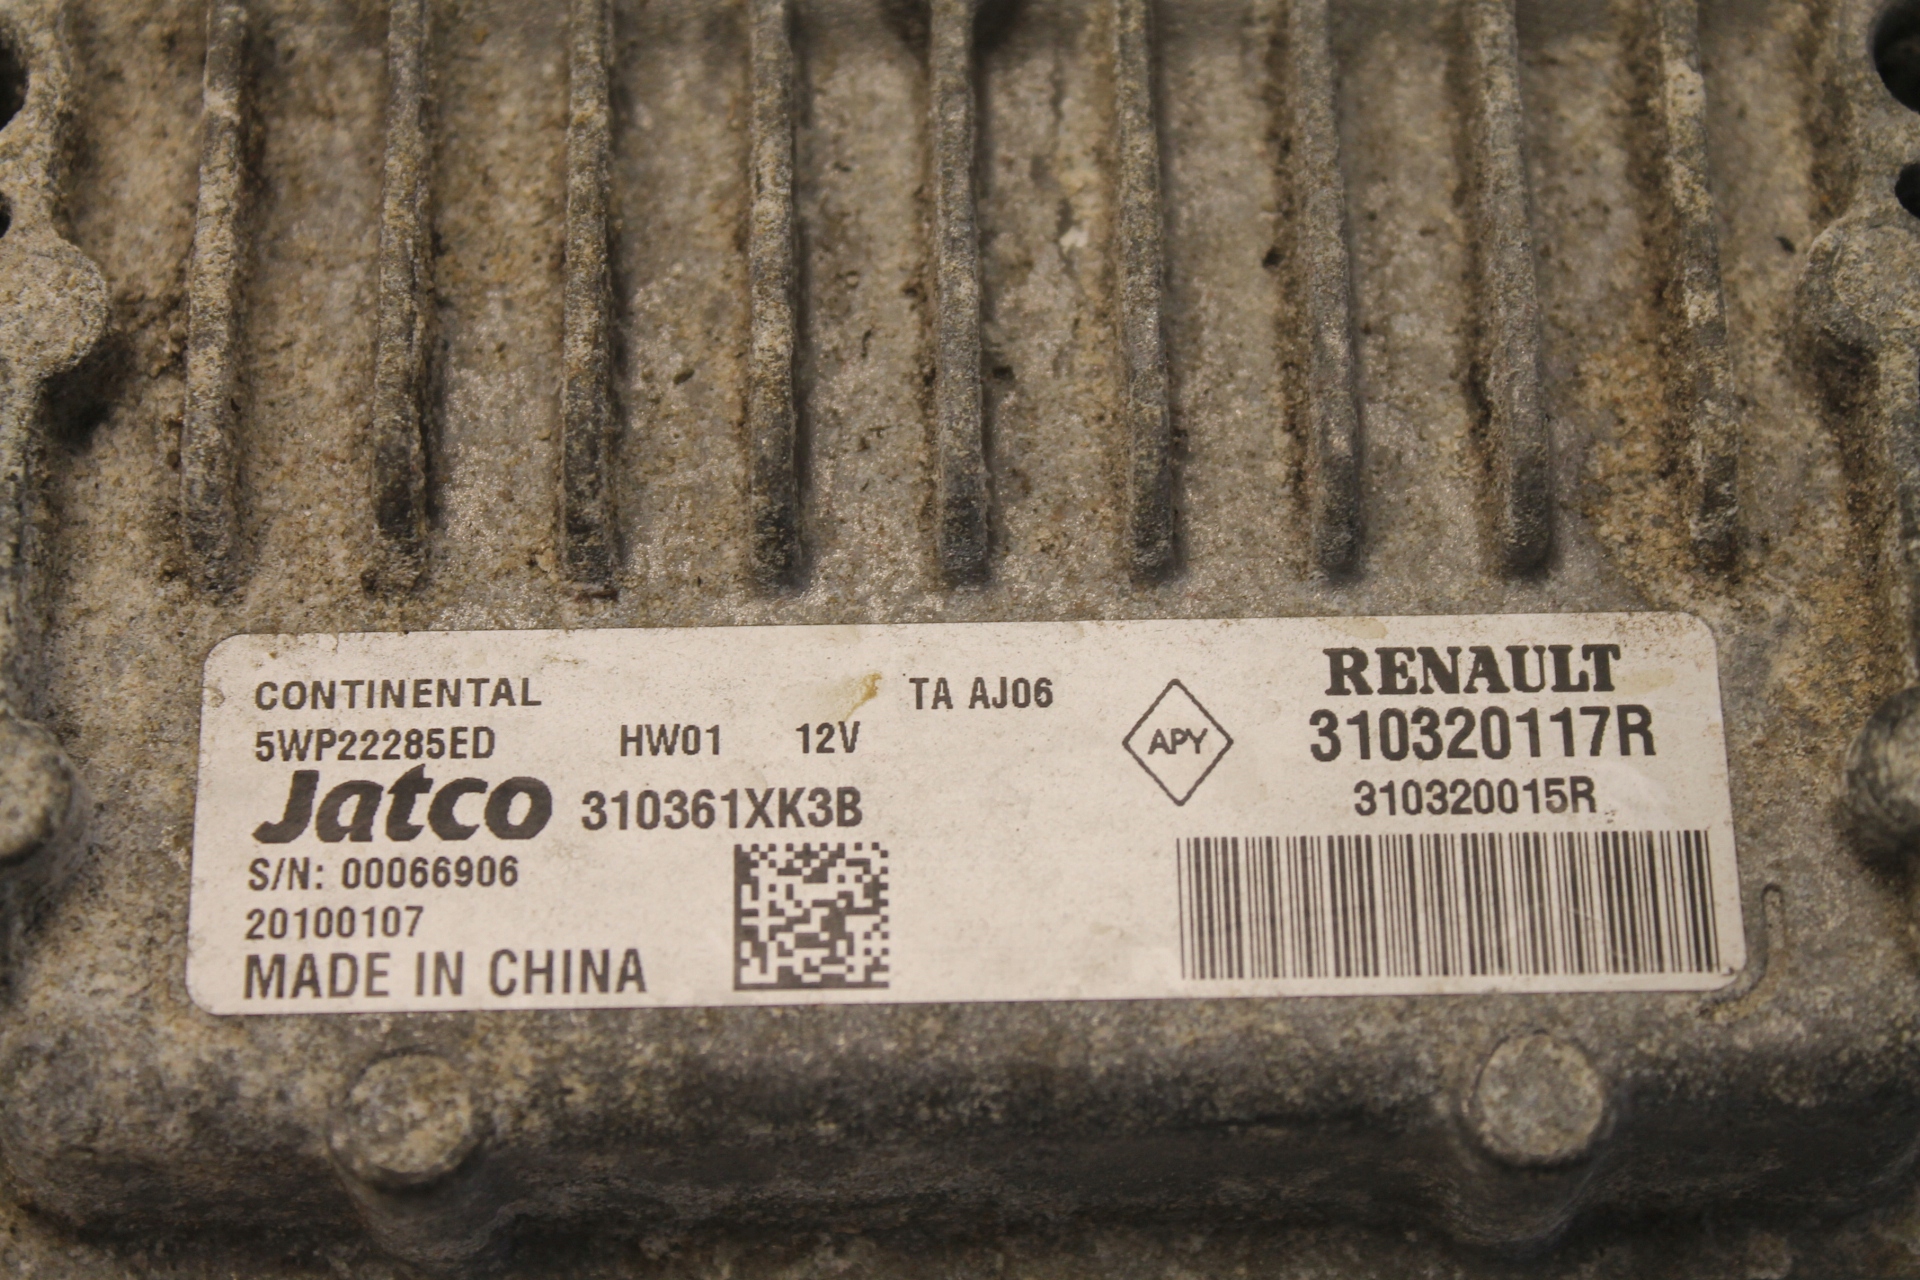 CONTINENTAL TA AJ06
5WP22285ED HW01 12V
Jatco 310361XK3B
S/N: 00066906
20100107
MADE IN CHINA
APY
RENAULT
310320117R
310320015R